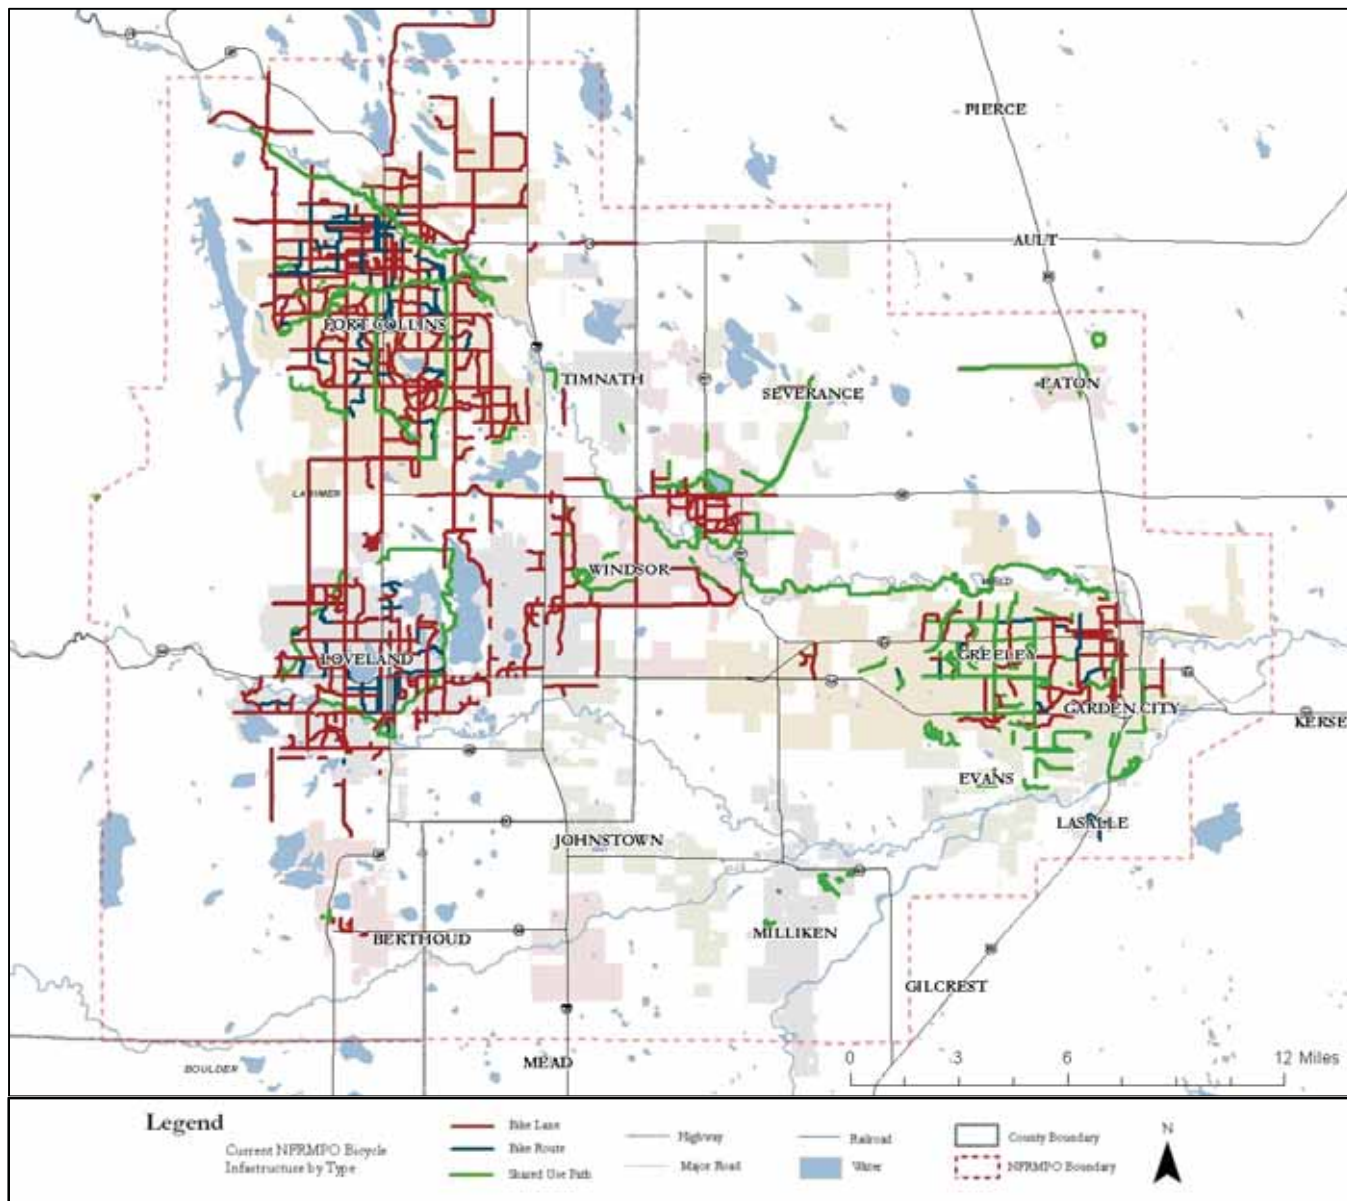 PIERCE
AULT
FORT COLLINS
TIMNATH
SEVERANCE
EATON
LARIMER
WINDSOR
WELD
LOVELAND
GREELEY
GARDEN CITY
KERSE
EVANS
LASALLE
JOHNSTOWN
BERTHOUD
MILLIKEN
GILCREST
MEAD
BOULDER
0 3 6 12 Miles
Legend
Current NFRMPO Bicycle
Infastructure by Type
Bike Lane
Bike Route
Shared Use Path
Highway
Major Road
Railroad
Water
County Boundary
NFRMPO Boundary
N